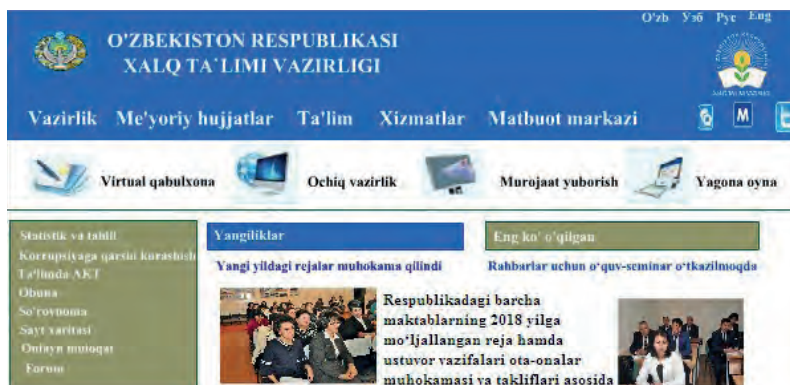 O'zb Ўзб Рус Eng
O'ZBEKISTON RESPUBLIKASI
XALQ TA`LIMI VAZIRLIGI
Vazirlik Me'yoriy hujjatlar Ta'lim Xizmatlar Matbuot markazi
M
Virtual qabulxona Ochiq vazirlik Murojaat yuborish Yagona oyna
Statistik va tahlil
Korrupsiyaga qarshi kurashish
Ta'limda AKT
Obuna
So'rovnoma
Sayt xaritasi
Onlayn muloqat
Forum
Yangiliklar
Yangi yildagi rejalar muhokama qilindi
Respublikadagi barcha
maktablarning 2018 yilga
mo‘ljallangan reja hamda
ustuvor vazifalari ota-onalar
muhokamasi va takliflari asosida
Eng ko' o'qilgan
Rahbarlar uchun o‘quv-seminar o‘tkazilmoqda